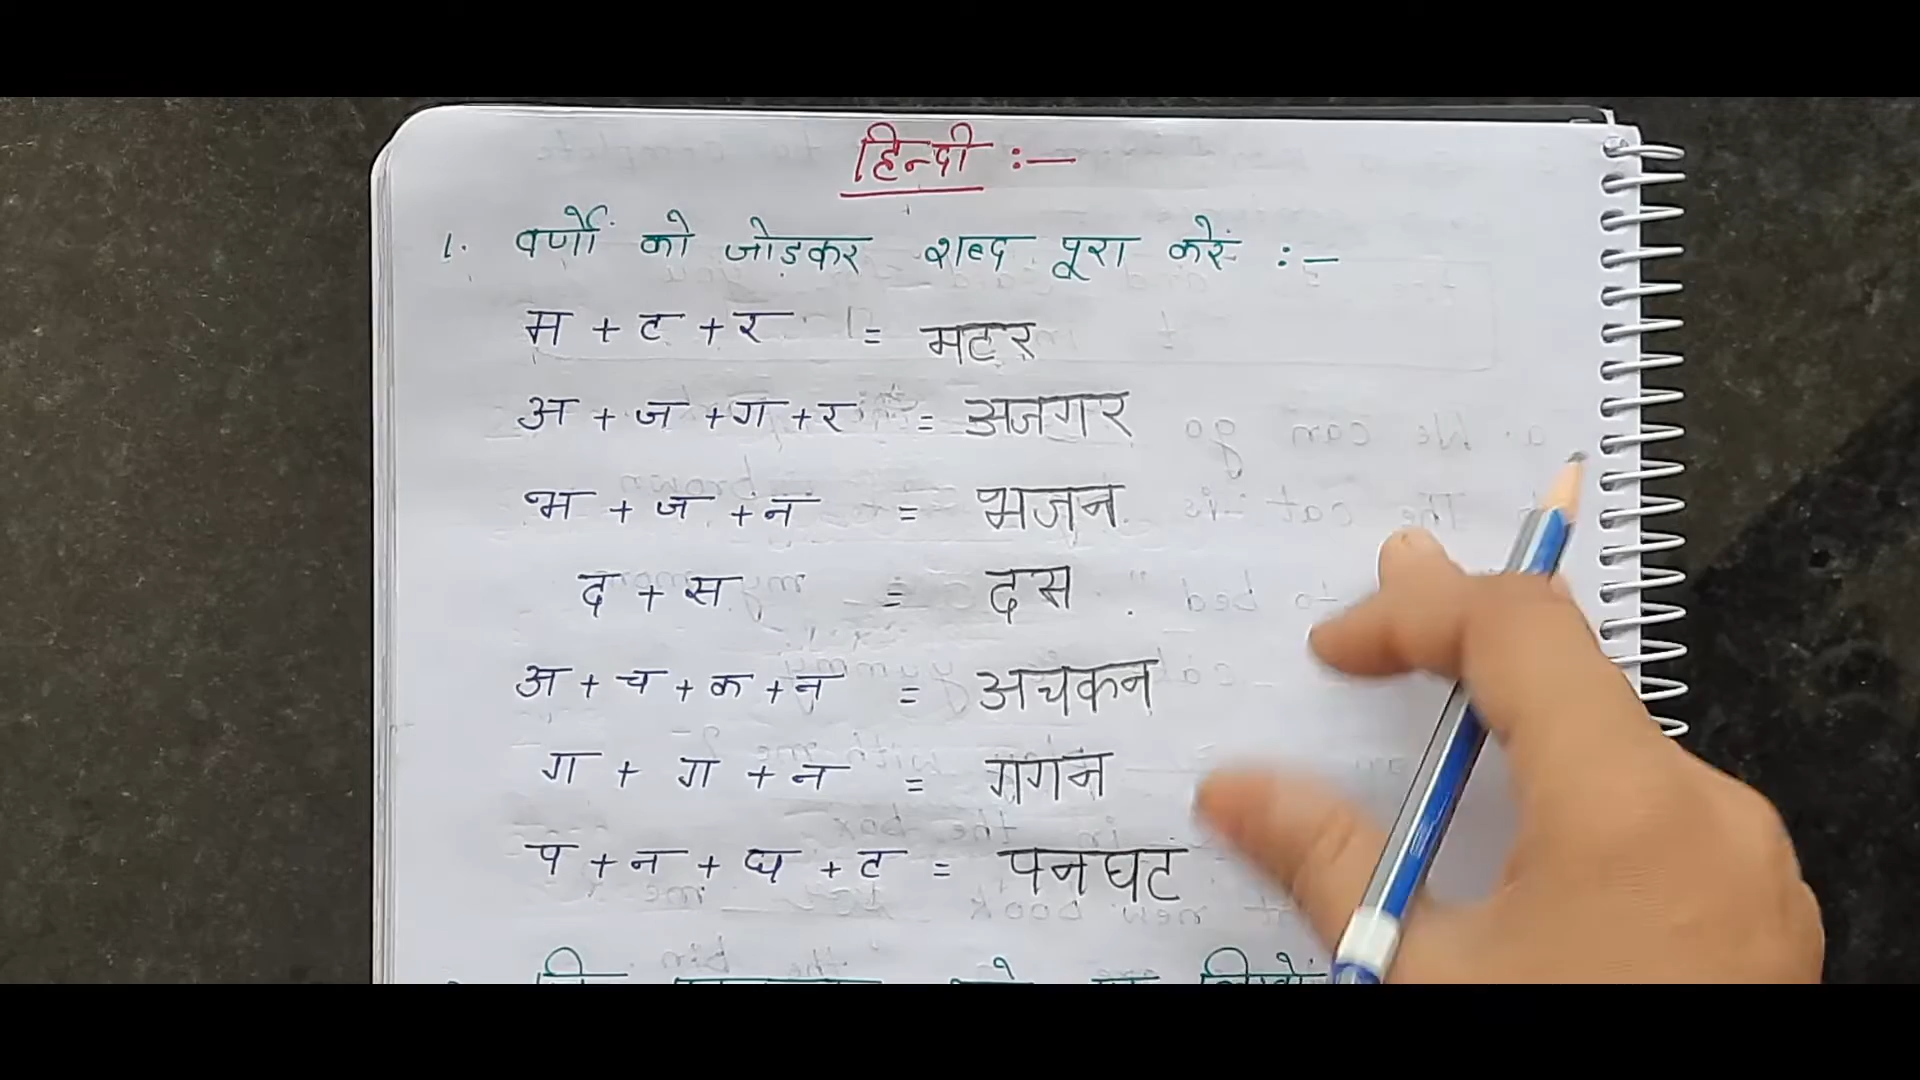 हिन्दी :—
1. वर्णों को जोड़कर शब्द पूरा करें :—
म + ट + र = मटर
अ + ज + ग + र = अजगर
भ + ज + न = भजन
द + स = दस
अ + च + क + न = अचकन
ग + ग + न = गगन
प + न + घ + ट = पनघट